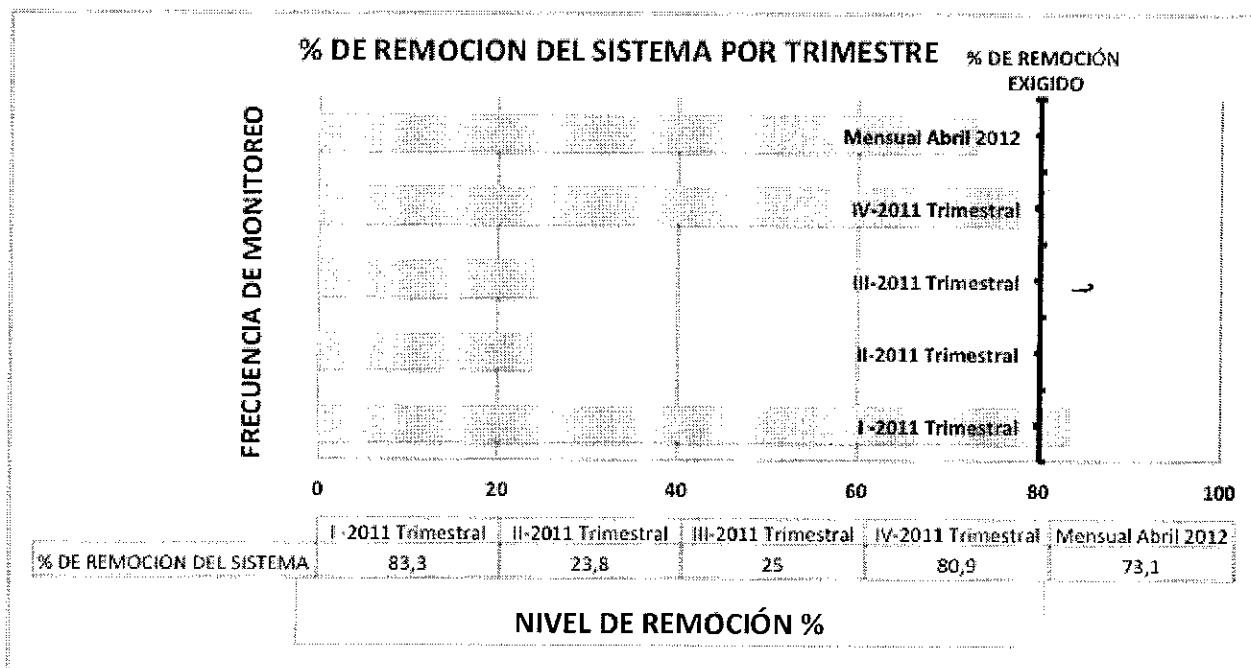 % DE REMOCION DEL SISTEMA POR TRIMESTRE
% DE REMOCIÓN
EXIGIDO
FRECUENCIA DE MONITOREO
Mensual Abril 2012
IV-2011 Trimestral
III-2011 Trimestral
II-2011 Trimestral
I -2011 Trimestral
0 20 40 60 80 100
I -2011 Trimestral II-2011 Trimestral III-2011 Trimestral IV-2011 Trimestral Mensual Abril 2012
% DE REMOCION DEL SISTEMA 83,3 23,8 25 80,9 73,1
NIVEL DE REMOCIÓN %